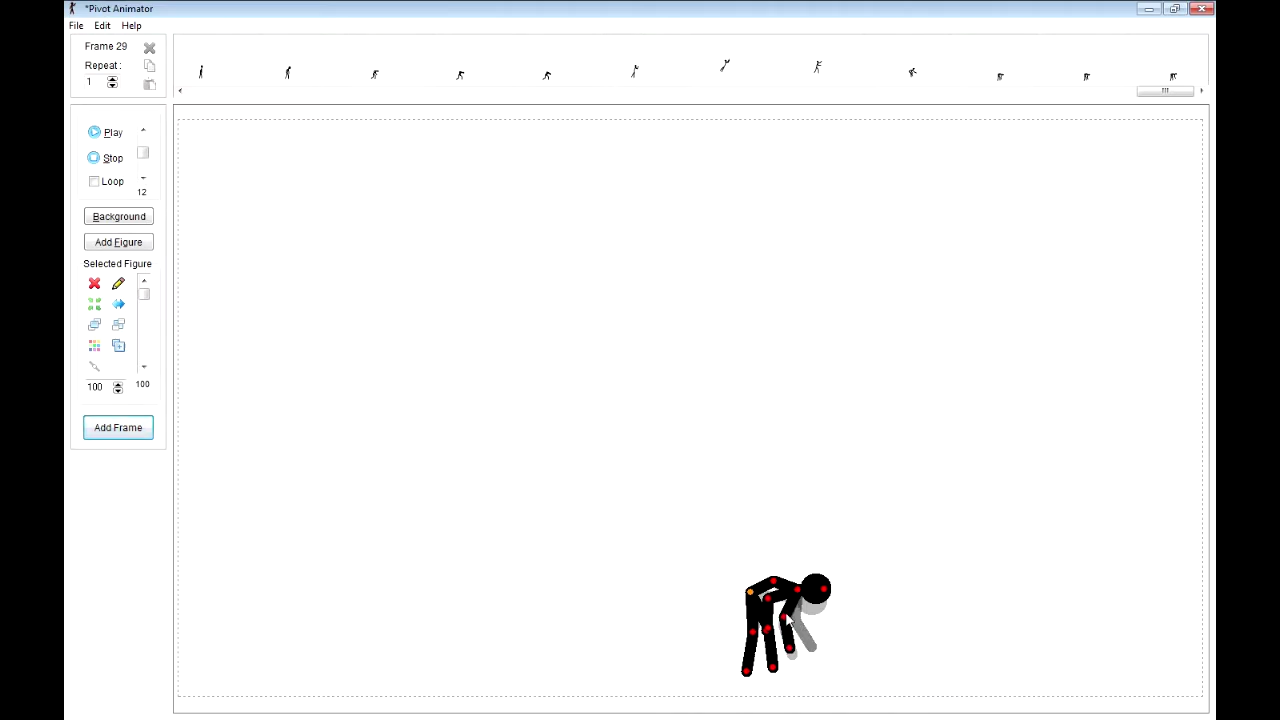 *Pivot Animator
File Edit Help
Frame 29
Repeat :
1
Play
Stop
Loop
12
Background
Add Figure
Selected Figure
100
100
Add Frame